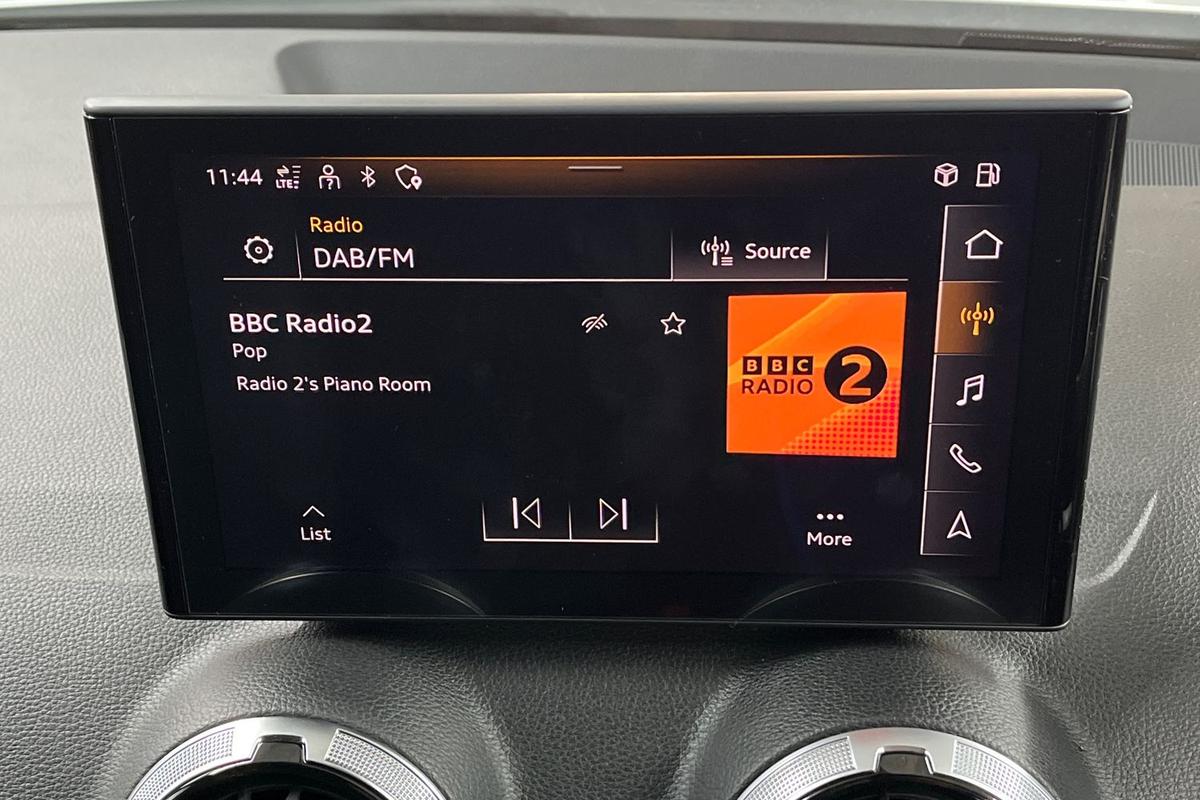 11:44
LTE
Radio
DAB/FM
Source
BBC Radio2
Pop
Radio 2's Piano Room
BBC
RADIO 2
List
More